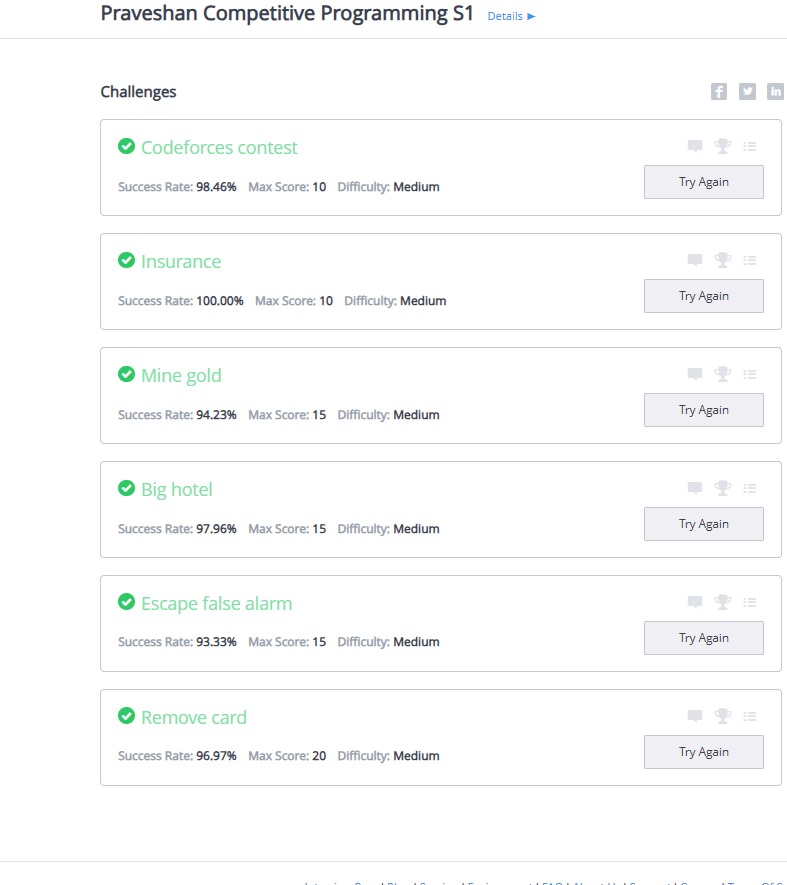 Praveshan Competitive Programming S1 Details ►
Challenges
Codeforces contest
Success Rate: 98.46% Max Score: 10 Difficulty: Medium
Try Again
Insurance
Success Rate: 100.00% Max Score: 10 Difficulty: Medium
Try Again
Mine gold
Success Rate: 94.23% Max Score: 15 Difficulty: Medium
Try Again
Big hotel
Success Rate: 97.96% Max Score: 15 Difficulty: Medium
Try Again
Escape false alarm
Success Rate: 93.33% Max Score: 15 Difficulty: Medium
Try Again
Remove card
Success Rate: 96.97% Max Score: 20 Difficulty: Medium
Try Again